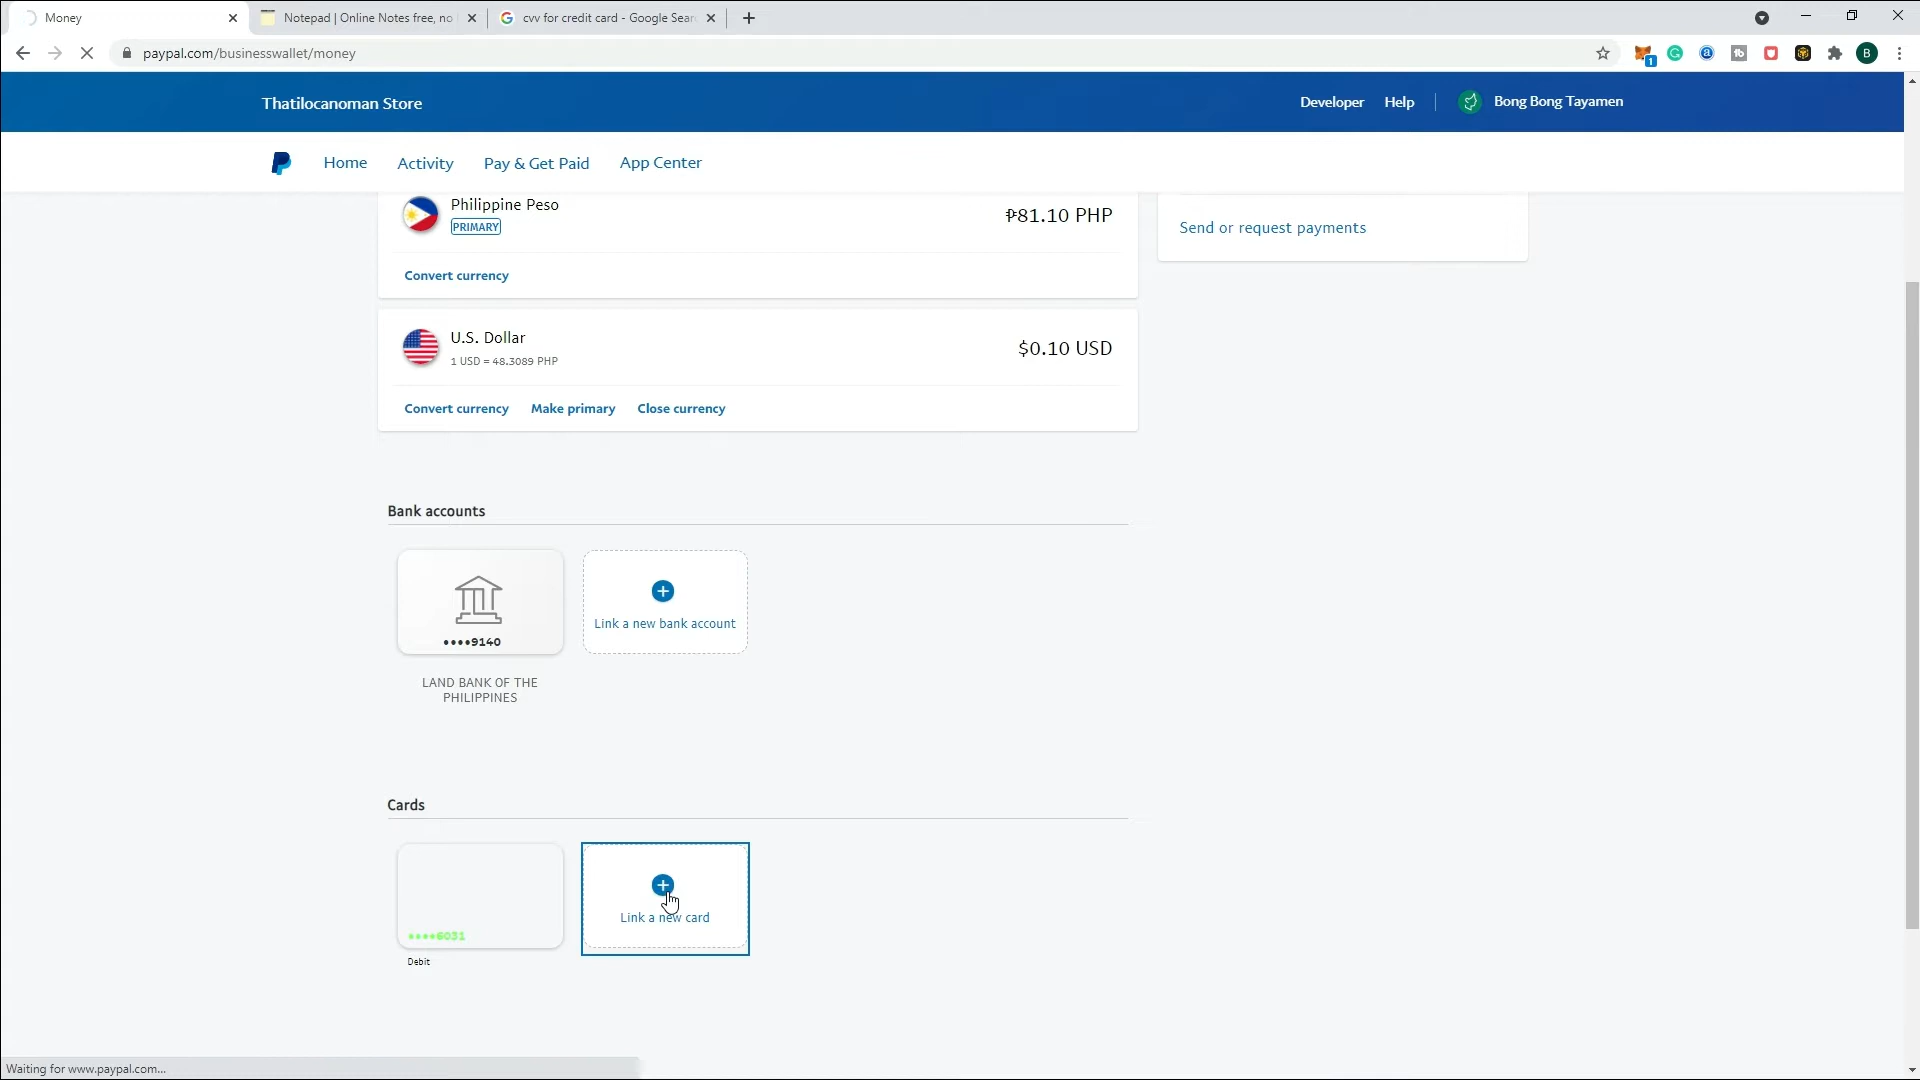 Money
Notepad | Online Notes free, no
cvv for credit card - Google Sear
paypal.com/businesswallet/money
1
B
Thatilocanoman Store
Developer
Help
Bong Bong Tayamen
Home
Activity
Pay & Get Paid
App Center
Philippine Peso
PRIMARY
₱81.10 PHP
Convert currency
Send or request payments
U.S. Dollar
1 USD = 48.3089 PHP
$0.10 USD
Convert currency
Make primary
Close currency
Bank accounts
••••9140
LAND BANK OF THE
PHILIPPINES
Link a new bank account
Cards
••••6031
Debit
Link a new card
Waiting for www.paypal.com...